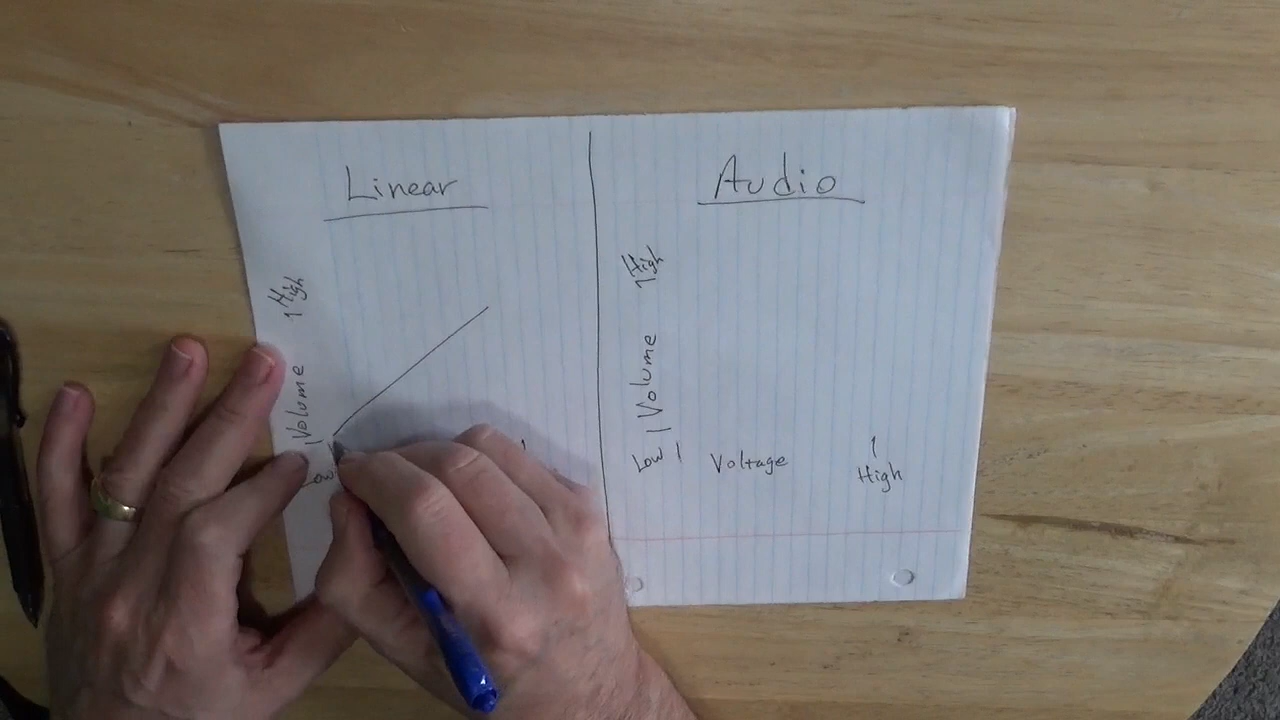 Linear
High
Volume
Low
Audio
High
Volume
Low
Voltage
High